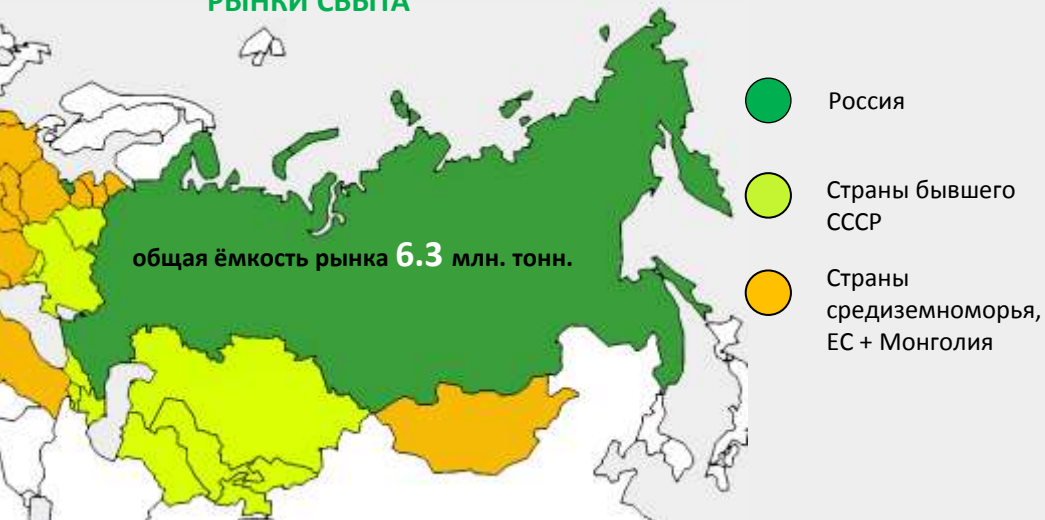 РЫНКИ СБЫТА
Россия
Страны бывшего
СССР
общая ёмкость рынка 6.3 млн. тонн.
Страны
средиземноморья,
ЕС + Монголия